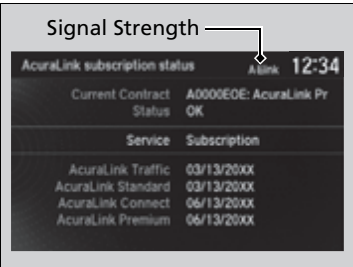 Signal Strength
AcuraLink subscription status
ALink 12:34
Current Contract A0000EOE: AcuraLink Pr
Status OK
Service Subscription
AcuraLink Traffic 03/13/20XX
AcuraLink Standard 03/13/20XX
AcuraLink Connect 06/13/20XX
AcuraLink Premium 06/13/20XX